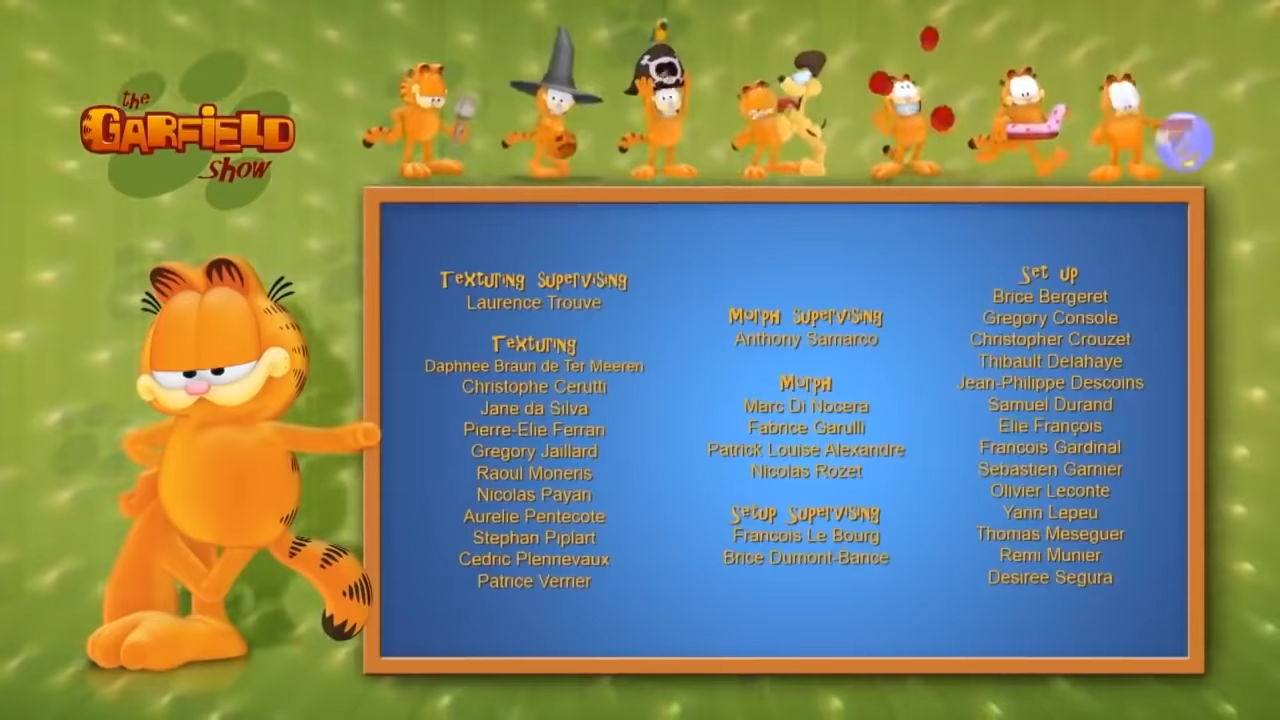 the
GARFIELD
show
Texturing Supervising
Laurence Trouve
Texturing
Daphnee Braun de Ter Meeren
Christophe Cerutti
Jane da Silva
Pierre-Elie Ferran
Gregory Jaillard
Raoul Moneris
Nicolas Payan
Aurelie Pentecote
Stephan Piplart
Cedric Plennevaux
Patrice Verrier
Morph Supervising
Anthony Samarco
Morph
Marc Di Nocera
Fabrice Garulli
Patrick Louise Alexandre
Nicolas Rozet
Setup Supervising
Francois Le Bourg
Brice Dumont-Bance
Set Up
Brice Bergeret
Gregory Console
Christopher Crouzet
Thibault Delahaye
Jean-Philippe Descoins
Samuel Durand
Elie François
Francois Gardinal
Sebastien Garnier
Olivier Leconte
Yann Lepeu
Thomas Meseguer
Remi Munier
Desiree Segura